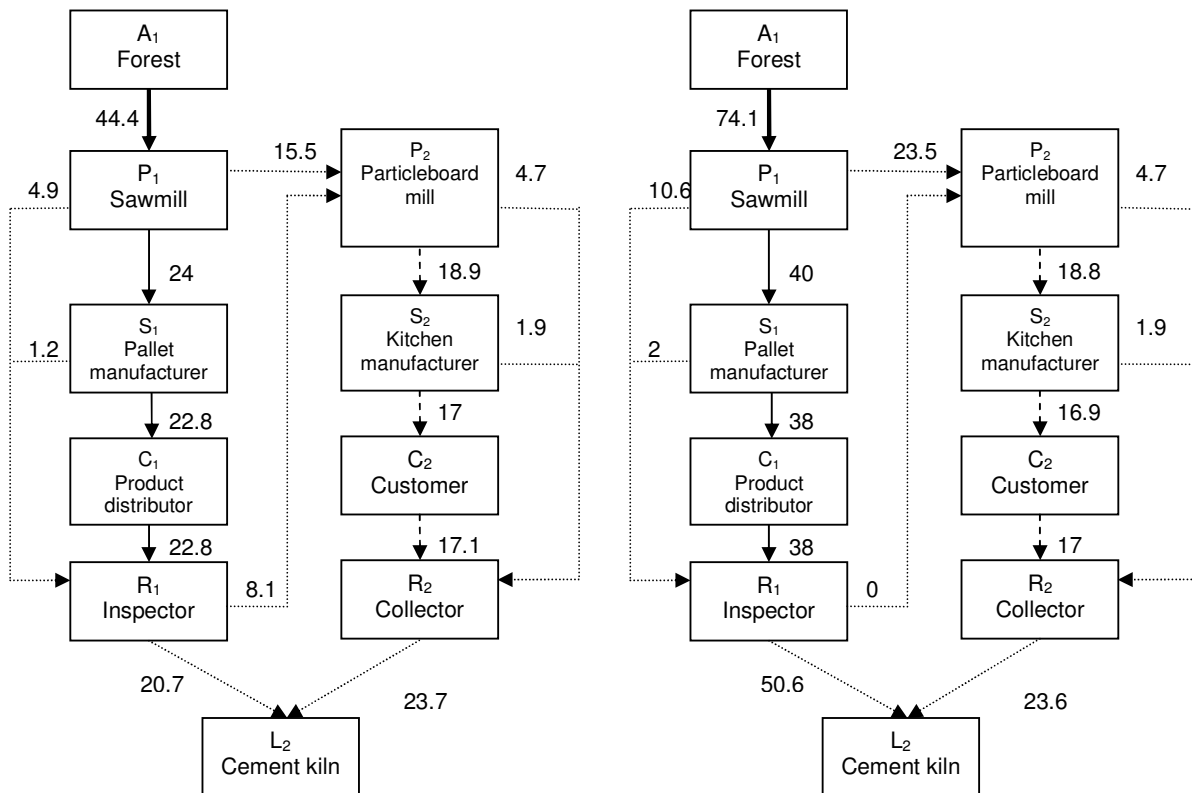 A₁
Forest
44.4
P₁
Sawmill
4.9
15.5
P₂
Particleboard
mill
4.7
24
18.9
S₁
Pallet
manufacturer
1.2
S₂
Kitchen
manufacturer
1.9
22.8
17
C₁
Product
distributor
C₂
Customer
22.8
17.1
R₁
Inspector
8.1
R₂
Collector
20.7
23.7
L₂
Cement kiln
A₁
Forest
74.1
P₁
Sawmill
10.6
23.5
P₂
Particleboard
mill
4.7
40
18.8
S₁
Pallet
manufacturer
2
S₂
Kitchen
manufacturer
1.9
38
16.9
C₁
Product
distributor
C₂
Customer
38
17
R₁
Inspector
0
R₂
Collector
50.6
23.6
L₂
Cement kiln